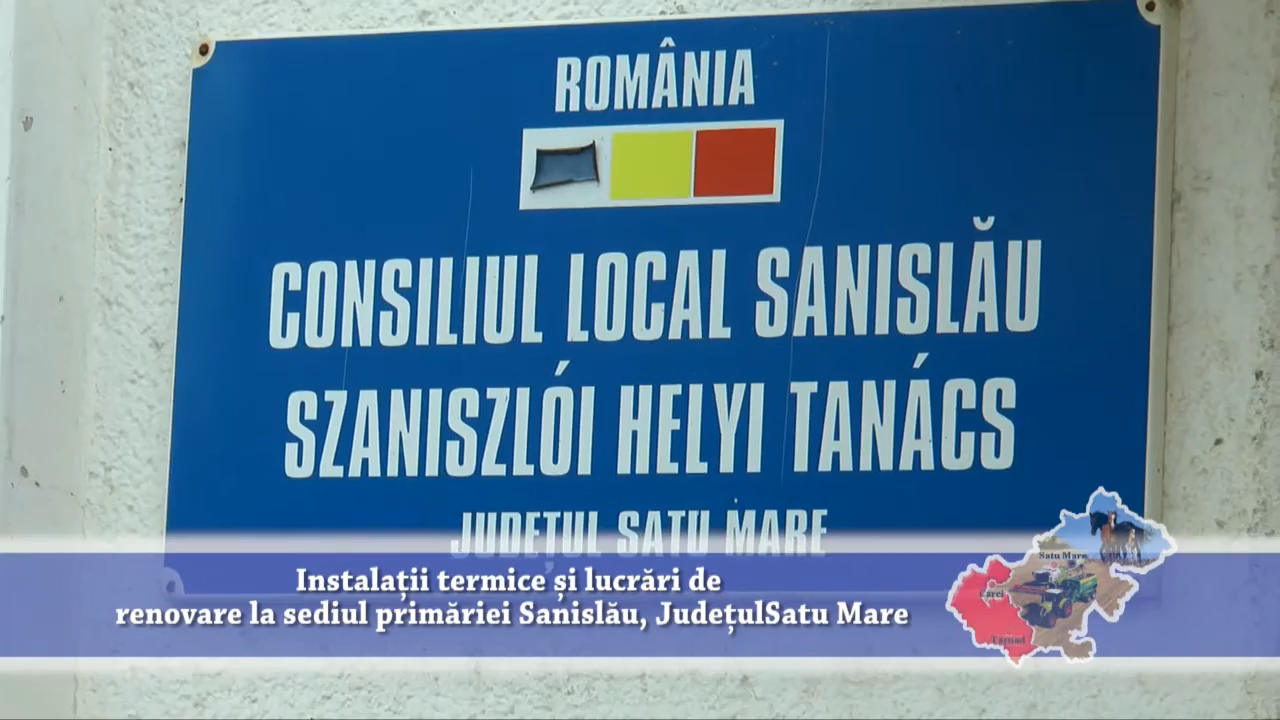 ROMÂNIA
CONSILIUL LOCAL SANISLĂU
SZANISZLÓI HELYI TANÁCS
JUDEȚUL SATU MARE
Instalații termice și lucrări de
renovare la sediul primăriei Sanislău, JudețulSatu Mare
Satu Mare
Carei
Tășnad